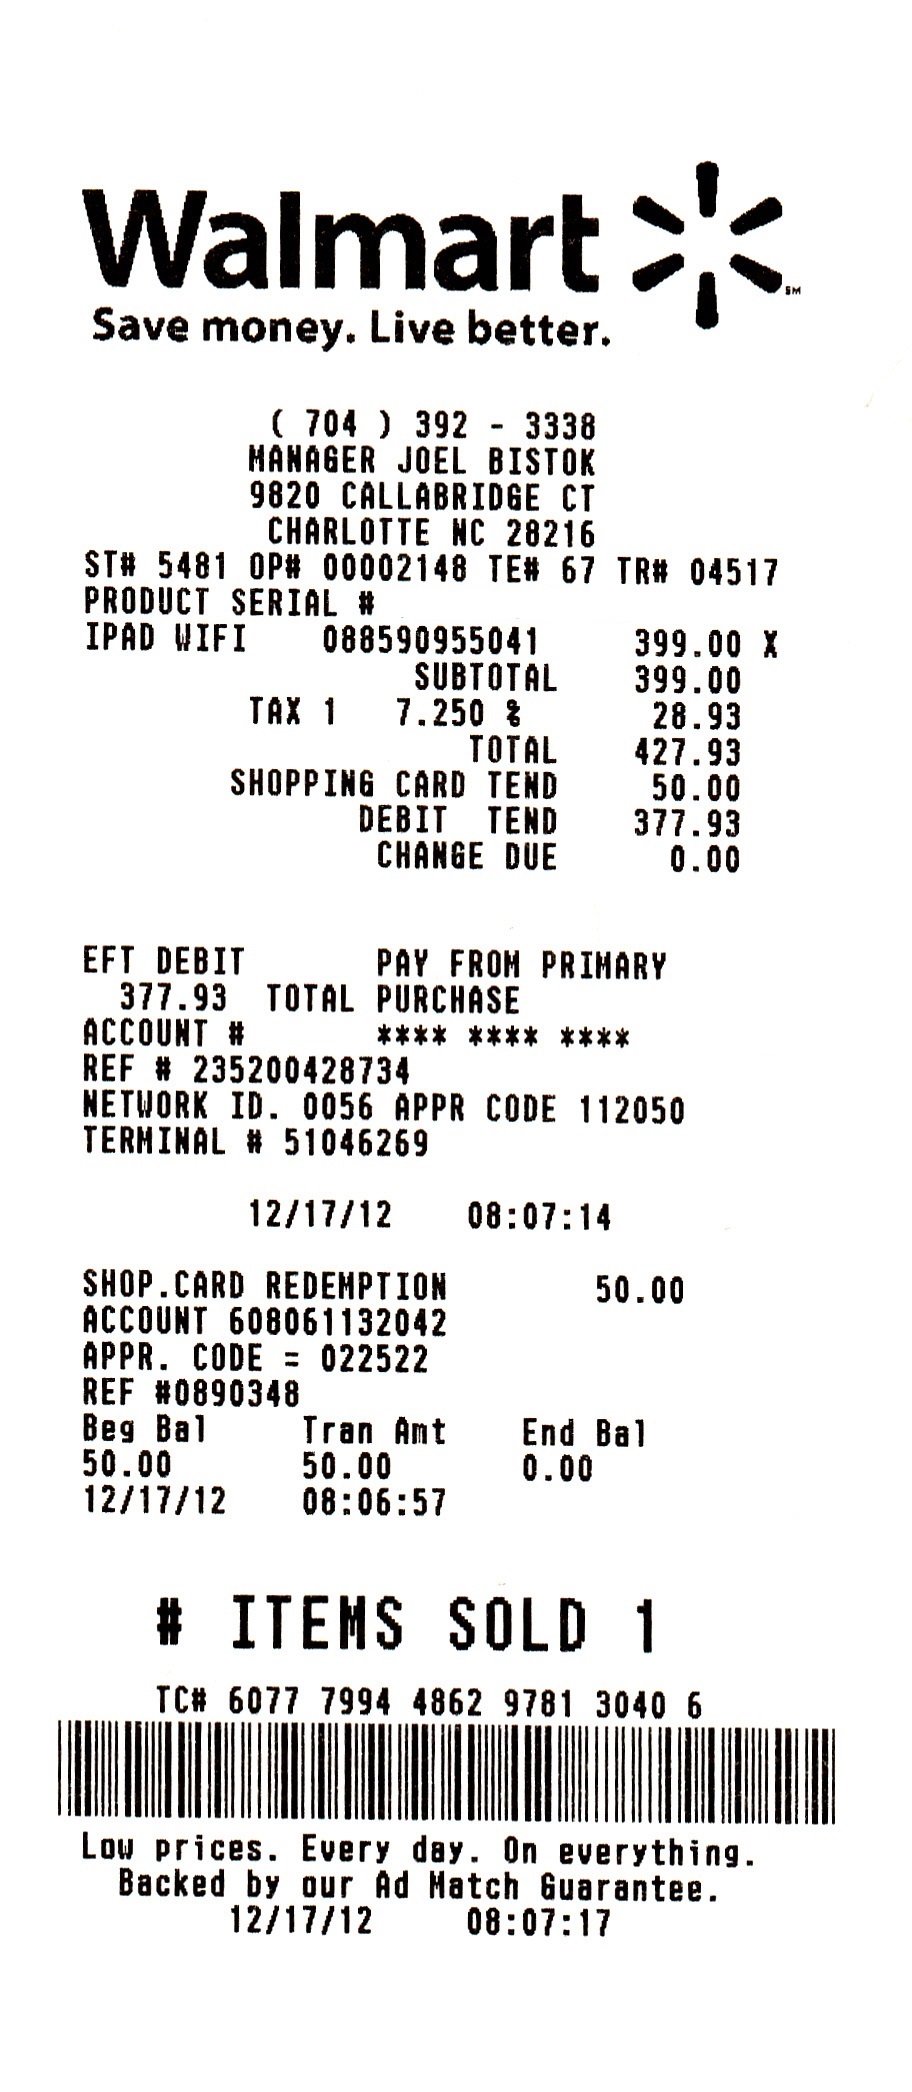 Walmart
SM
Save money. Live better.
( 704 ) 392 - 3338
MANAGER JOEL BISTOK
9820 CALLABRIDGE CT
CHARLOTTE NC 28216
ST# 5481 OP# 00002148 TE# 67 TR# 04517
PRODUCT SERIAL #
IPAD WIFI 088590955041 399.00 X
SUBTOTAL 399.00
TAX 1 7.250 % 28.93
TOTAL 427.93
SHOPPING CARD TEND 50.00
DEBIT TEND 377.93
CHANGE DUE 0.00
EFT DEBIT PAY FROM PRIMARY
377.93 TOTAL PURCHASE
ACCOUNT # **** **** ****
REF # 235200428734
NETWORK ID. 0056 APPR CODE 112050
TERMINAL # 51046269
12/17/12 08:07:14
SHOP.CARD REDEMPTION 50.00
ACCOUNT 608061132042
APPR. CODE = 022522
REF #0890348
Beg Bal Tran Amt End Bal
50.00 50.00 0.00
12/17/12 08:06:57
# ITEMS SOLD 1
TC# 6077 7994 4862 9781 3040 6
Low prices. Every day. On everything.
Backed by our Ad Match Guarantee.
12/17/12 08:07:17